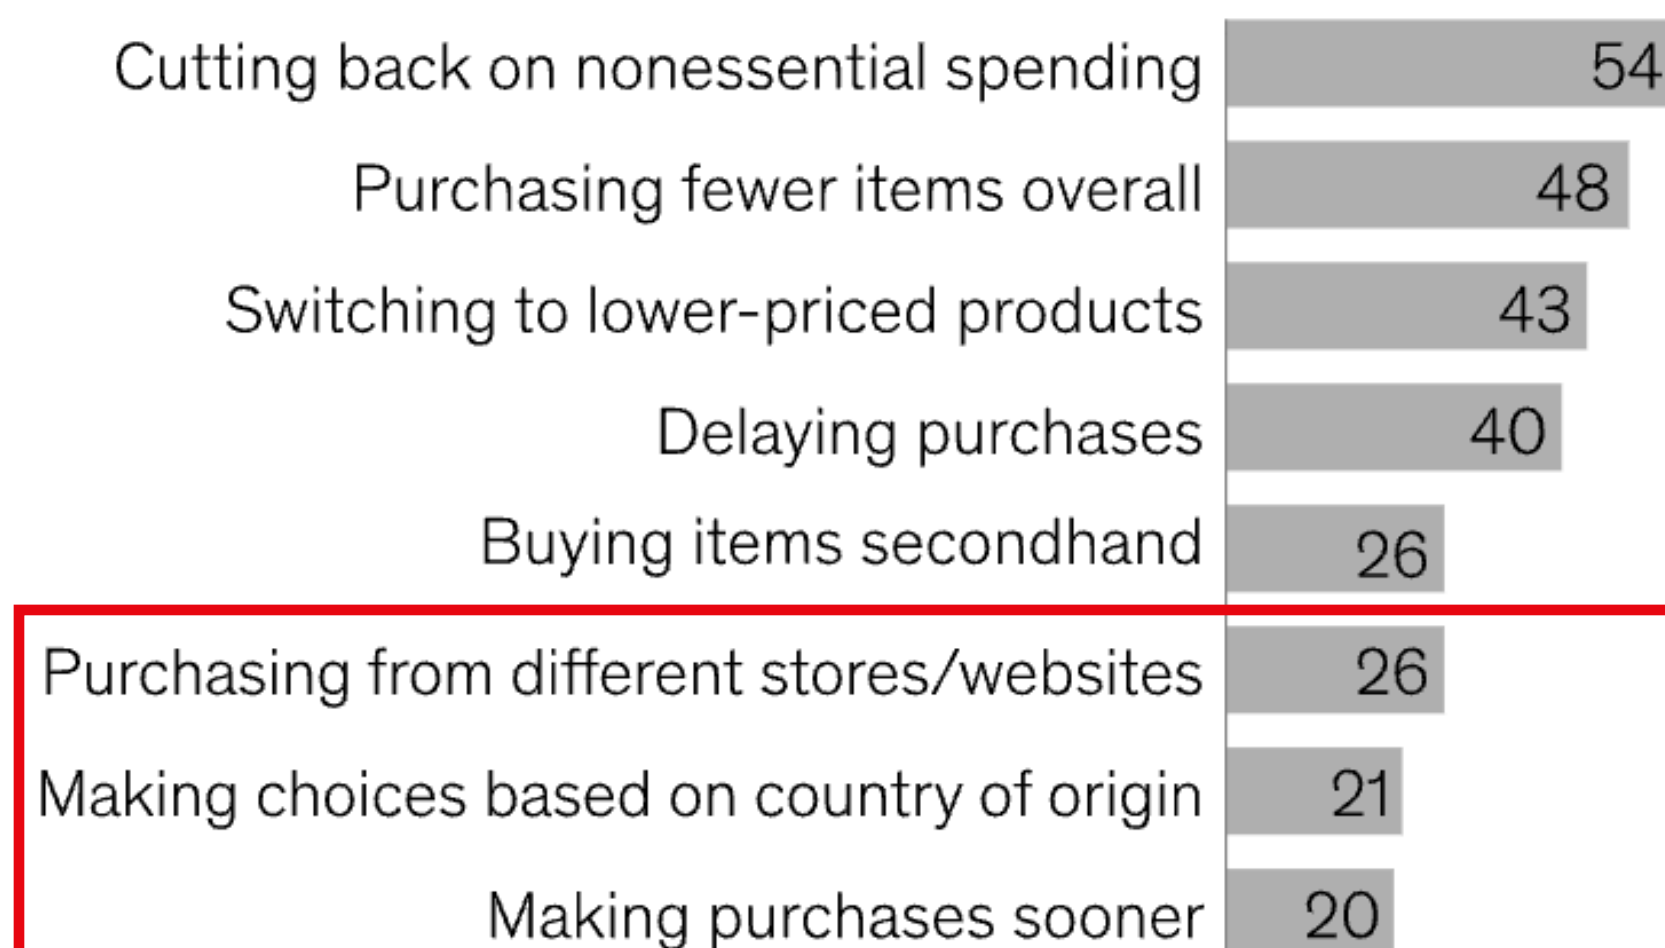 Cutting back on nonessential spending 54
Purchasing fewer items overall 48
Switching to lower-priced products 43
Delaying purchases 40
Buying items secondhand 26
Purchasing from different stores/websites 26
Making choices based on country of origin 21
Making purchases sooner 20